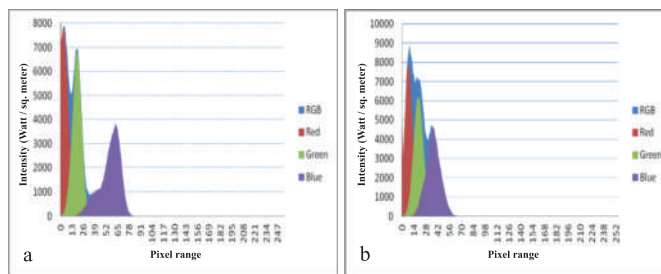 8000
7000
6000
5000
4000
3000
2000
1000
0
Intensity (Watt / sq. meter)
0 13 26 39 52 65 78 91 104 117 130 143 156 169 182 195 208 221 234 247
Pixel range
RGB
Red
Green
Blue
a
10000
9000
8000
7000
6000
5000
4000
3000
2000
1000
0
Intensity (Watt / sq. meter)
0 14 28 42 56 70 84 98 112 126 140 154 168 182 196 210 224 238 252
Pixel range
RGB
Red
Green
Blue
b